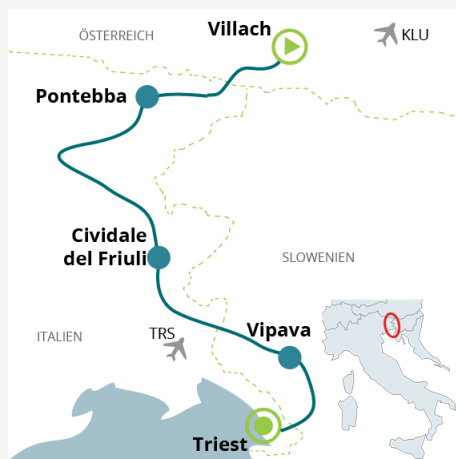 Villach
ÖSTERREICH
KLU
Pontebba
Cividale
del Friuli
SLOWENIEN
ITALIEN
TRS
Vipava
Triest